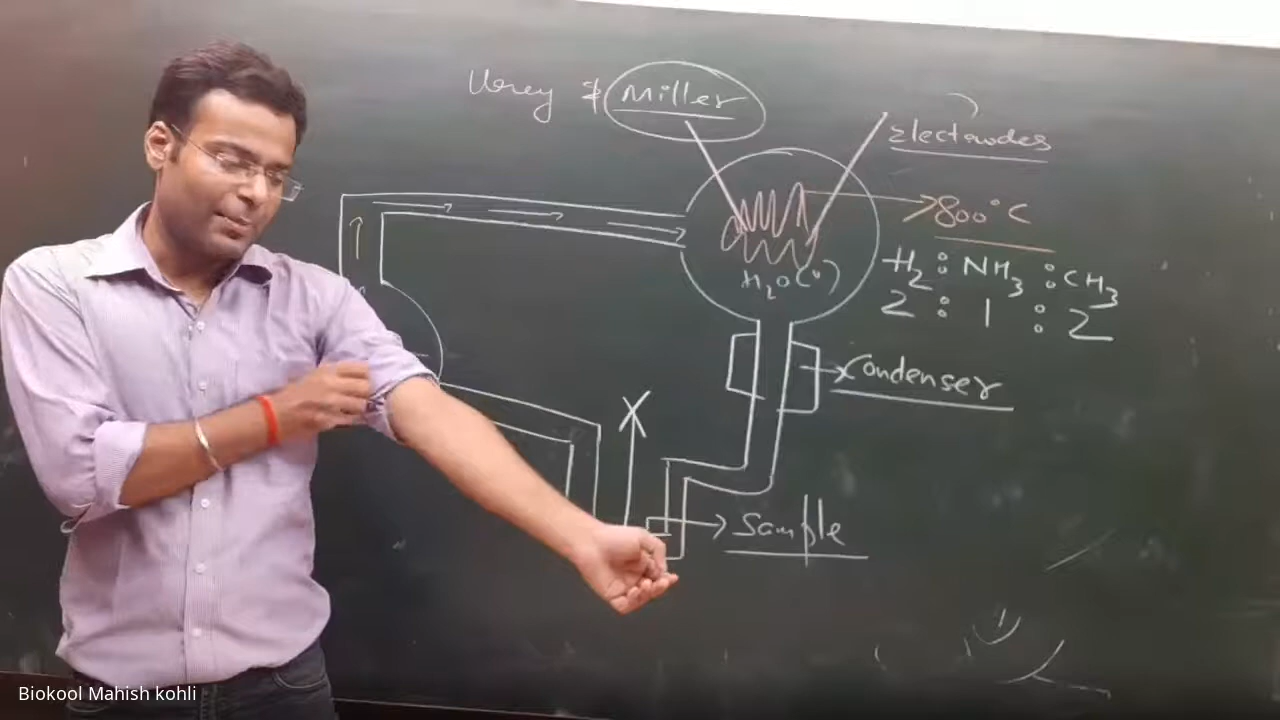 Urey & Miller
Electrodes
800°C
H₂ : NH₃ : CH₃
2 : 1 : 2
H₂O(v)
Condenser
Sample
Biokool Mahish kohli